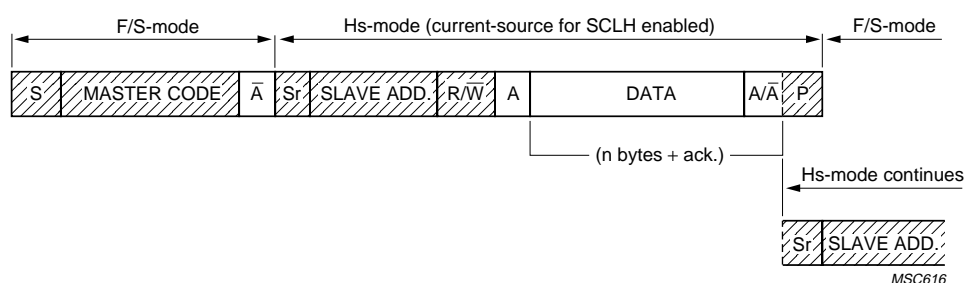 F/S-mode Hs-mode (current-source for SCLH enabled) F/S-mode
S MASTER CODE A̅ Sr SLAVE ADD. R/W̅ A DATA A/A̅ P
(n bytes + ack.)
Hs-mode continues
Sr SLAVE ADD.
MSC616